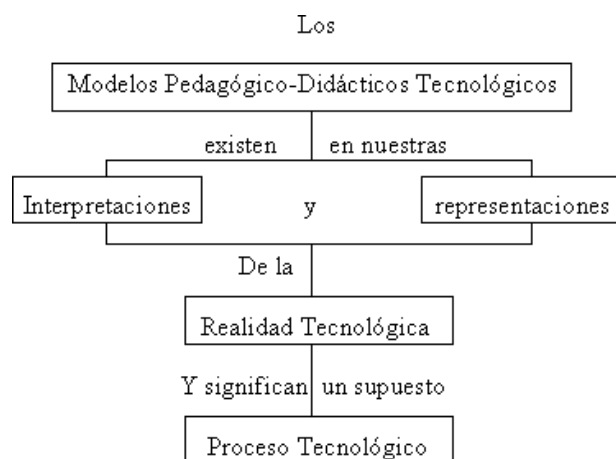 Los
Modelos Pedagógico-Didácticos Tecnológicos
existen en nuestras
Interpretaciones y representaciones
De la
Realidad Tecnológica
Y significan un supuesto
Proceso Tecnológico